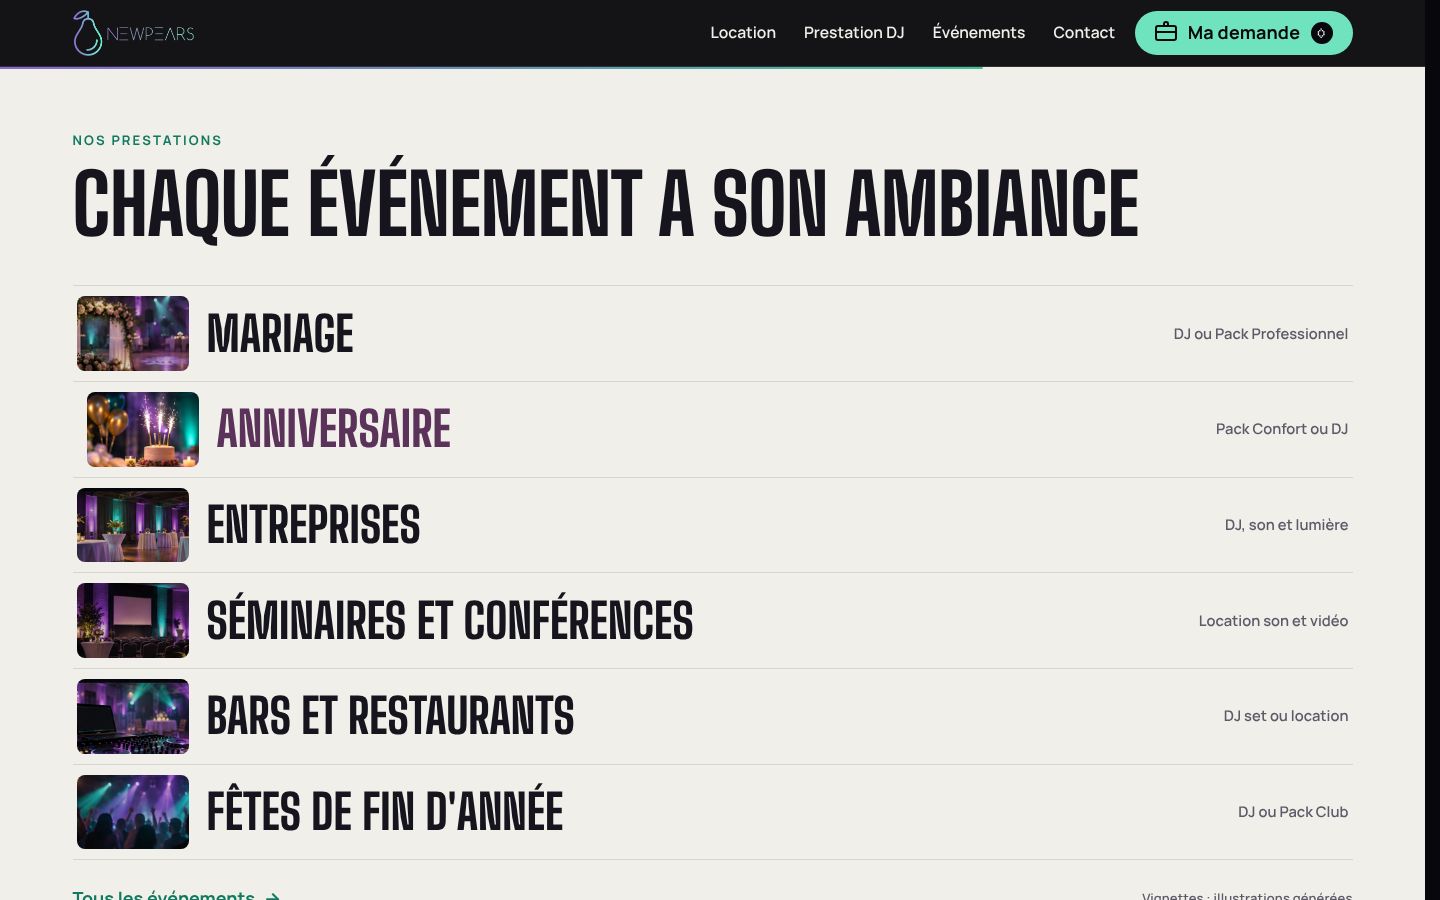 NEWPEARS
Location
Prestation DJ
Événements
Contact
Ma demande
NOS PRESTATIONS
CHAQUE ÉVÉNEMENT A SON AMBIANCE
MARIAGE
DJ ou Pack Professionnel
ANNIVERSAIRE
Pack Confort ou DJ
ENTREPRISES
DJ, son et lumière
SÉMINAIRES ET CONFÉRENCES
Location son et vidéo
BARS ET RESTAURANTS
DJ set ou location
FÊTES DE FIN D'ANNÉE
DJ ou Pack Club
Tous les événements →
Vignettes : illustrations générées